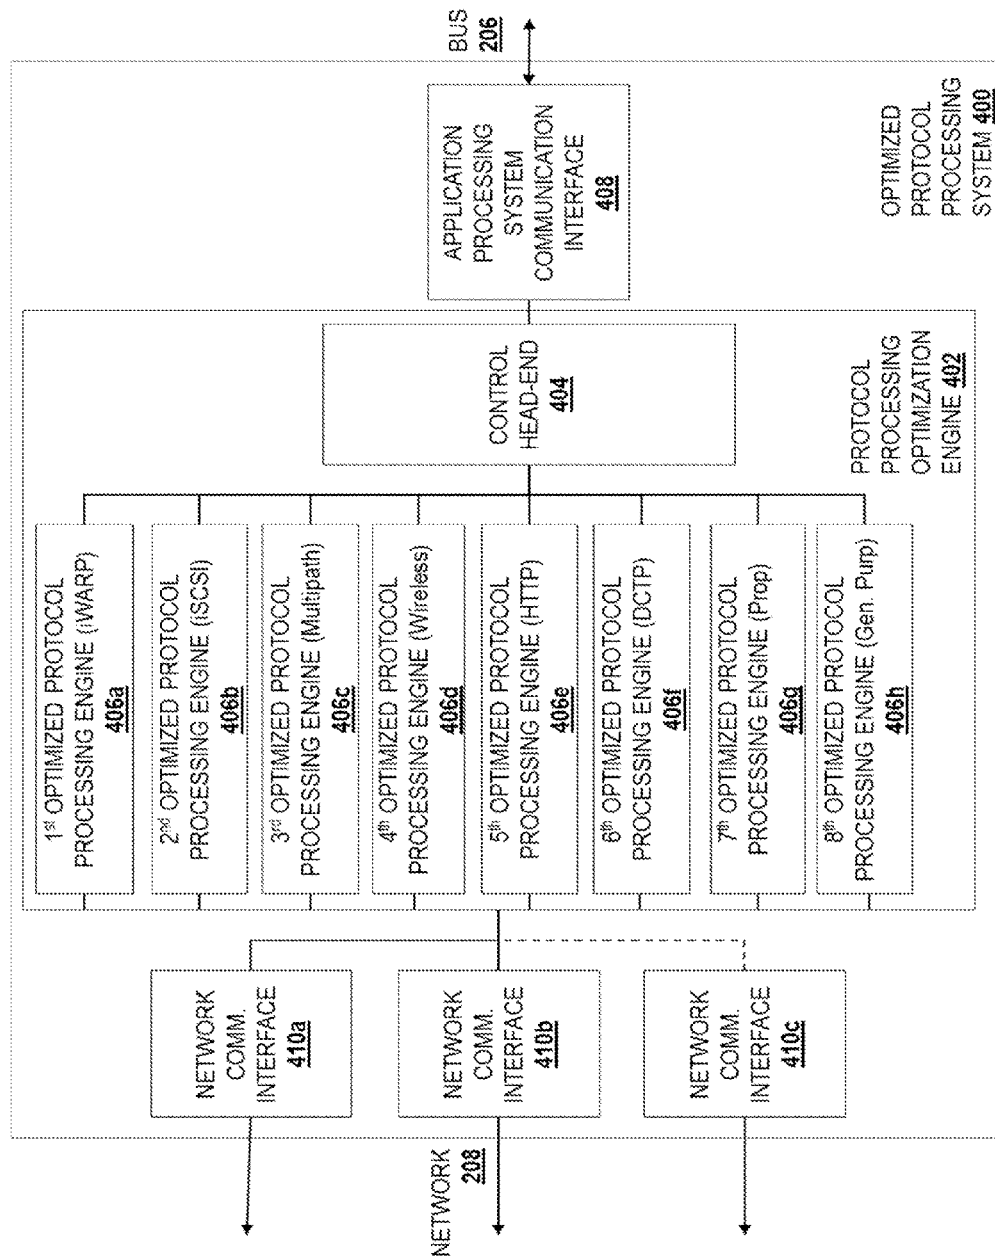 BUS
206
APPLICATION
PROCESSING
SYSTEM
COMMUNICATION
INTERFACE
408
OPTIMIZED
PROTOCOL
PROCESSING
SYSTEM 400
CONTROL
HEAD-END
404
PROTOCOL
PROCESSING
OPTIMIZATION
ENGINE 402
1st OPTIMIZED PROTOCOL
PROCESSING ENGINE (iWARP)
406a
2nd OPTIMIZED PROTOCOL
PROCESSING ENGINE (iSCSI)
406b
3rd OPTIMIZED PROTOCOL
PROCESSING ENGINE (Multipath)
406c
4th OPTIMIZED PROTOCOL
PROCESSING ENGINE (Wireless)
406d
5th OPTIMIZED PROTOCOL
PROCESSING ENGINE (HTTP)
406e
6th OPTIMIZED PROTOCOL
PROCESSING ENGINE (DCTP)
406f
7th OPTIMIZED PROTOCOL
PROCESSING ENGINE (Prop)
406g
8th OPTIMIZED PROTOCOL
PROCESSING ENGINE (Gen. Purp)
406h
NETWORK
COMM.
INTERFACE
410a
NETWORK
COMM.
INTERFACE
410b
NETWORK
COMM.
INTERFACE
410c
NETWORK
208